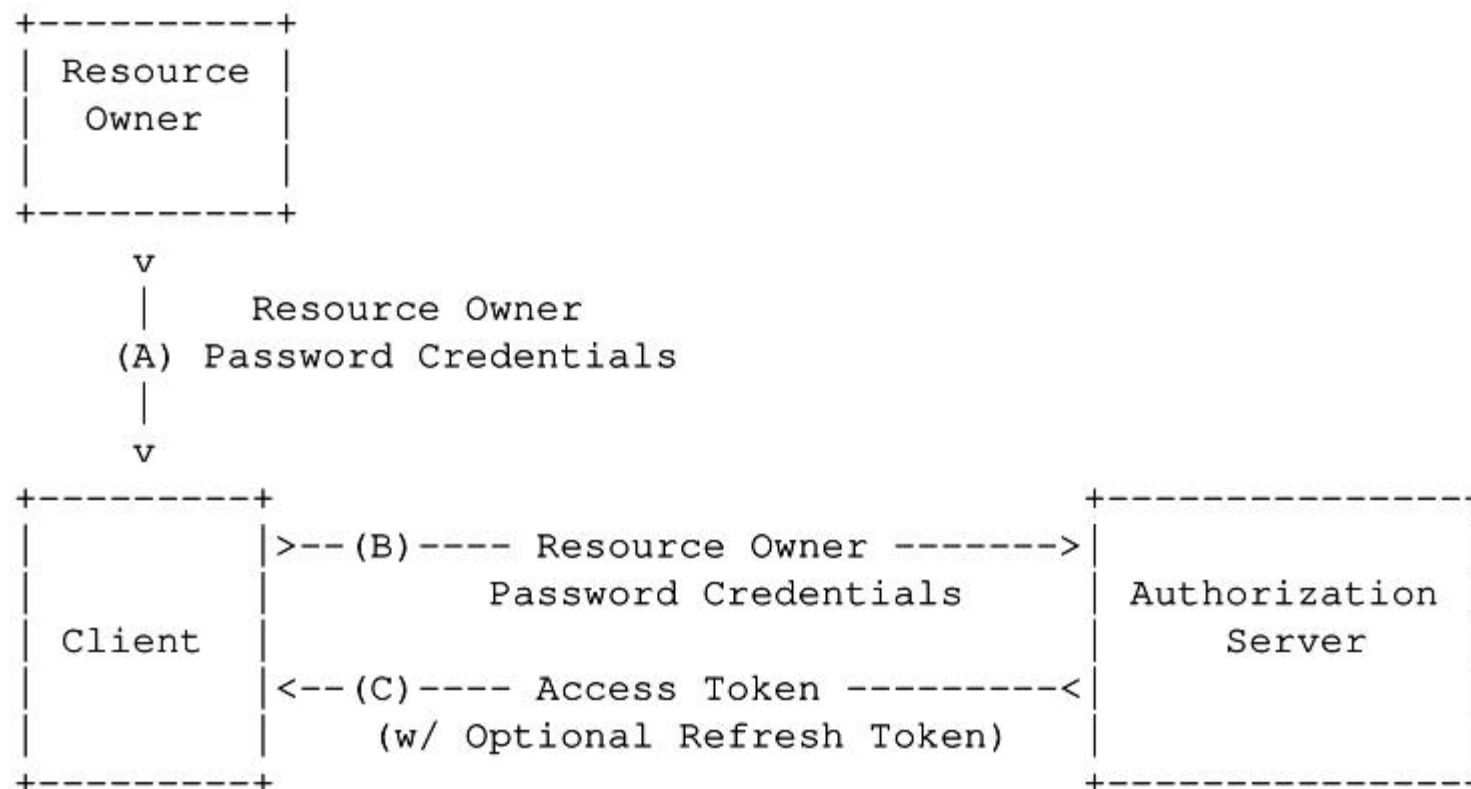 +----------+
| Resource |
|  Owner   |
|          |
+----------+
     v
     |    Resource Owner
    (A) Password Credentials
     |
     v
+---------+                                  +---------------
|         |>--(B)---- Resource Owner ------->|
|         |         Password Credentials     | Authorization
| Client  |                                  |     Server
|         |<--(C)---- Access Token ---------<|
|         |    (w/ Optional Refresh Token)   |
+---------+                                  +---------------